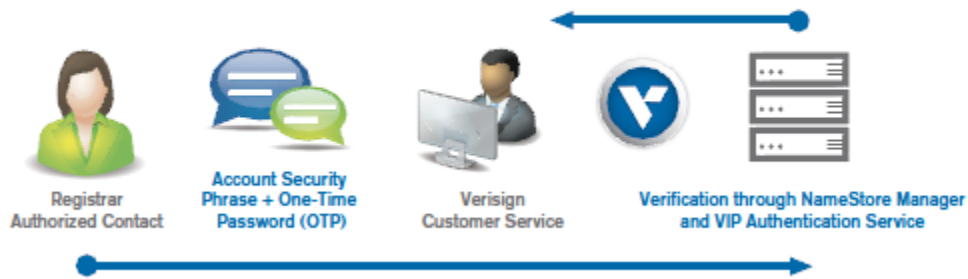 Registrar
Authorized Contact
Account Security
Phrase + One-Time
Password (OTP)
Verisign
Customer Service
Verification through NameStore Manager
and VIP Authentication Service